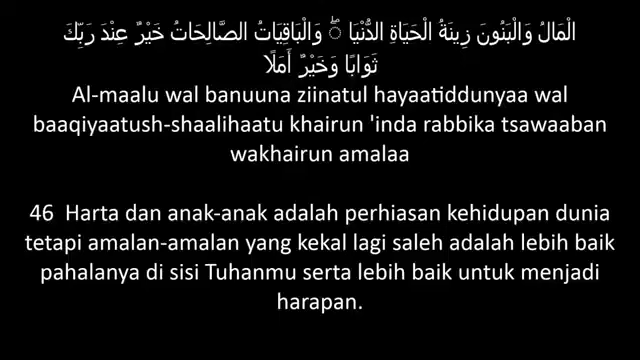 الْمَالُ وَالْبَنُونَ زِينَةُ الْحَيَاةِ الدُّنْيَا ۖ وَالْبَاقِيَاتُ الصَّالِحَاتُ خَيْرٌ عِنْدَ رَبِّكَ
ثَوَابًا وَخَيْرٌ أَمَلًا
Al-maalu wal banuuna ziinatul hayaatiddunyaa wal
baaqiyaatush-shaalihaatu khairun 'inda rabbika tsawaaban
wakhairun amalaa
46 Harta dan anak-anak adalah perhiasan kehidupan dunia
tetapi amalan-amalan yang kekal lagi saleh adalah lebih baik
pahalanya di sisi Tuhanmu serta lebih baik untuk menjadi
harapan.